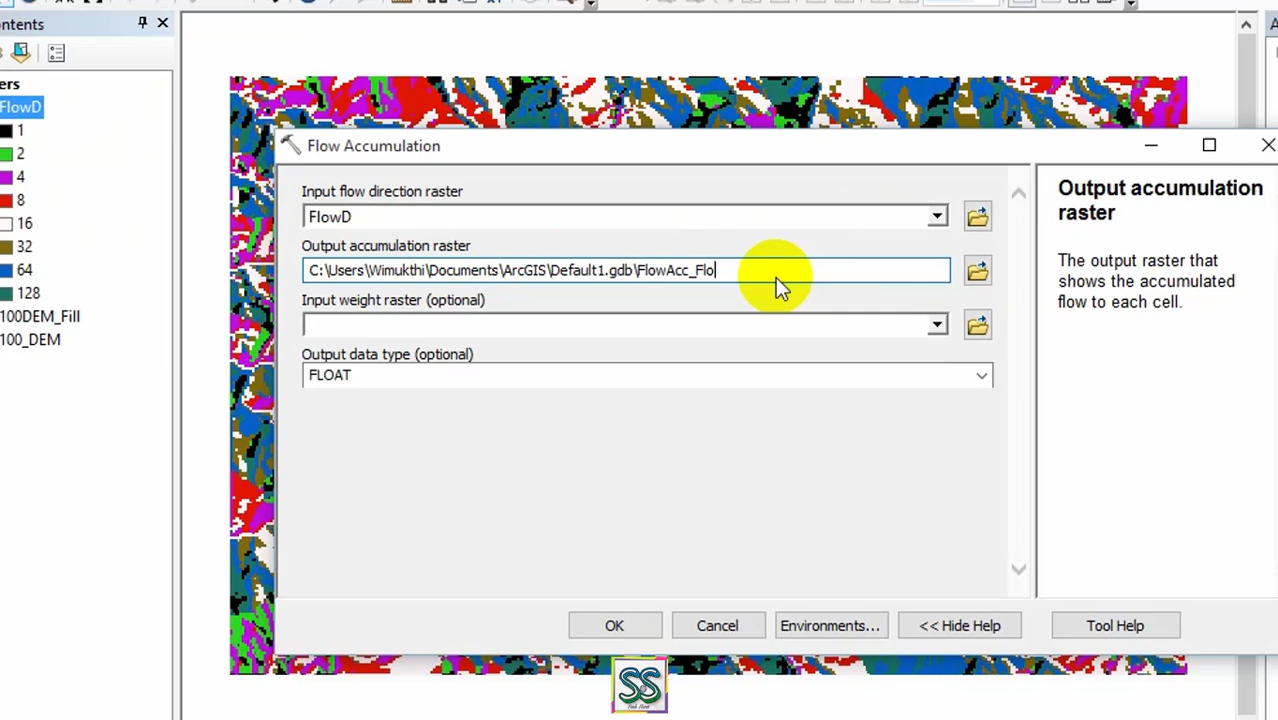 ntents
ers
FlowD
1
2
4
8
16
32
64
128
100DEM_Fill
100_DEM
Flow Accumulation
Input flow direction raster
FlowD
Output accumulation raster
C:\Users\Wimukthi\Documents\ArcGIS\Default1.gdb\FlowAcc_Flo
Input weight raster (optional)
Output data type (optional)
FLOAT
OK
Cancel
Environments...
<< Hide Help
Tool Help
Output accumulation
raster
The output raster that
shows the accumulated
flow to each cell.
SS